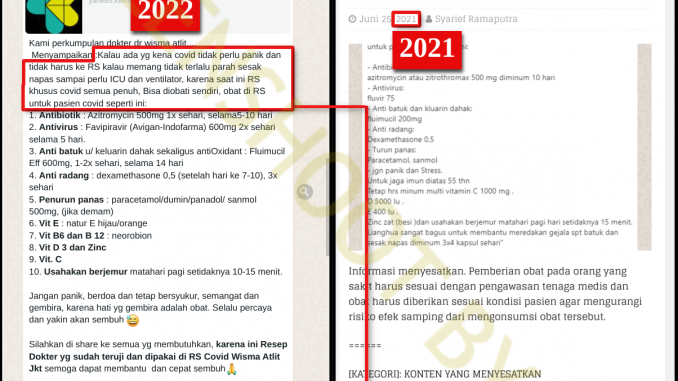 yankes.kem
2022
Kami perkumpulan dokter dr wisma atlit...
Menyampaikan :Kalau ada yg kena covid tidak perlu panik dan
tidak harus ke RS kalau memang tidak terlalu parah sesak
napas sampai perlu ICU dan ventilator, karena saat ini RS
khusus covid semua penuh, Bisa diobati sendiri, obat di RS
untuk pasien covid seperti ini:
1. Antibiotik : Azitromycin 500mg 1x sehari, selama5-10 hari
2. Antivirus : Favipiravir (Avigan-Indofarma) 600mg 2x sehari
selama 5 hari.
3. Anti batuk u/ keluarin dahak sekaligus antiOxidant : Fluimucil
Eff 600mg, 1-2x sehari, selama 14 hari
4. Anti radang : dexamethasone 0,5 (setelah hari ke 7-10), 3x
sehari
5. Penurun panas : paracetamol/dumin/panadol/ sanmol
500mg, (jika demam)
6. Vit E : natur E hijau/orange
7. Vit B6 dan B 12 : neurobion
8. Vit D 3 dan Zinc
9. Vit. C
10. Usahakan berjemur matahari pagi setidaknya 10-15 menit.
Jangan panik, berdoa dan tetap bersyukur, semangat dan
gembira, karena hati yg gembira adalah obat. Selalu percaya
dan yakin akan sembuh 😅
Silahkan di share ke semua yg membutuhkan, karena ini Resep
Dokter yg sudah teruji dan dipakai di RS Covid Wisma Atlit
Jkt semoga dapat membantu dan cepat sembuh🙏
Juni 25, 2021 Syarief Ramaputra
2021
- Antibi
azitromycin atau zitrothromax 500 mg diminum 10 hari
- Antivirus:
fluvir 75
- Anti batuk dan kluarin dahak:
fluimucil 200mg
- Anti radang:
Dexamethasone 0,5
- Turun panas:
Paracetamol, sanmol
- jgn panik dan Stress.
Untuk jaga imun diatas 55 thn
Tetap hrs minum multi vitamin C 1000 mg .
D 5000 Iu .
E 400 Iu .
Zinc zat (besi )dan usahakan berjemur matahari pagi hari setidaknya 15 menit.
Lianghua sangat bagus untuk membantu meredakan gejala spt batuk dan
sesak napas diminum 3x4 kapsul sehari"
Informasi menyesatkan. Pemberian obat pada orang yang
sakit harus sesuai dengan pengawasan tenaga medis dan
obat harus diberikan sesuai kondisi pasien agar mengurangi
risiko efek samping dari mengonsumsi obat tersebut.
======
[KATEGORI]: KONTEN YANG MENYESATKAN
SCREENSHOOT BY